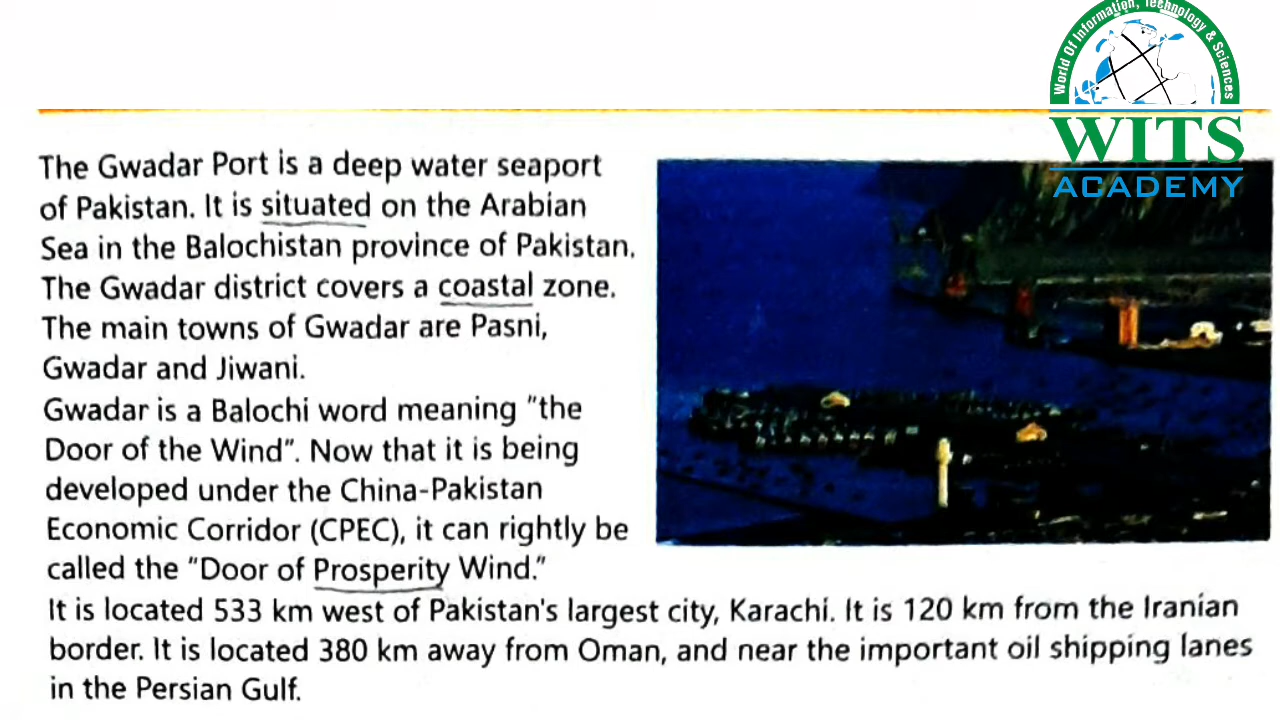 World Of Information, Technology & Sciences
WITS
ACADEMY
The Gwadar Port is a deep water seaport
of Pakistan. It is situated on the Arabian
Sea in the Balochistan province of Pakistan.
The Gwadar district covers a coastal zone.
The main towns of Gwadar are Pasni,
Gwadar and Jiwani.
Gwadar is a Balochi word meaning "the
Door of the Wind". Now that it is being
developed under the China-Pakistan
Economic Corridor (CPEC), it can rightly be
called the "Door of Prosperity Wind."
It is located 533 km west of Pakistan's largest city, Karachi. It is 120 km from the Iranian
border. It is located 380 km away from Oman, and near the important oil shipping lanes
in the Persian Gulf.